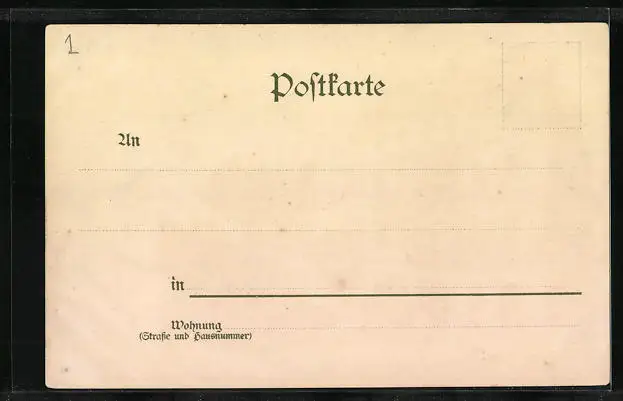 1
Poſtkarte
An
in
Wohnung
(Straße und Hausnummer)